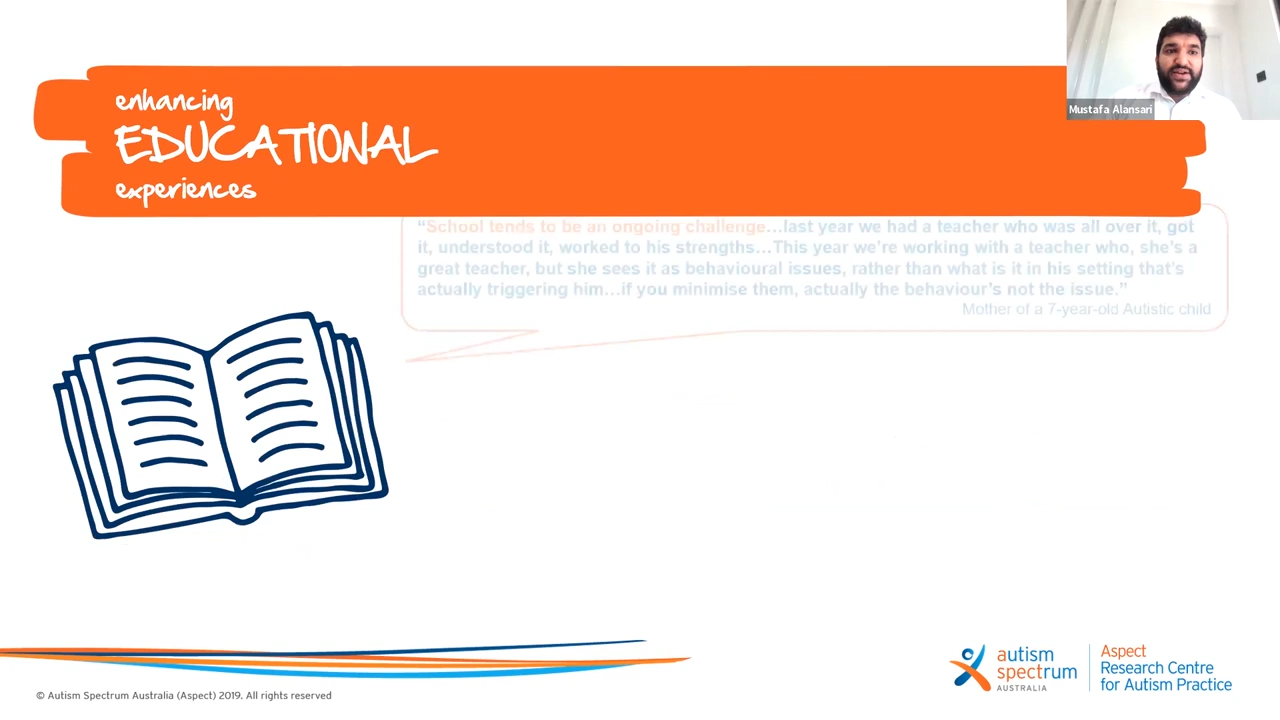 enhancing
EDUCATIONAL
experiences
Mustafa Alansari
“School tends to be an ongoing challenge…last year we had a teacher who was all over it, got
it, understood it, worked to his strengths…This year we’re working with a teacher who, she’s a
great teacher, but she sees it as behavioural issues, rather than what is it in his setting that’s
actually triggering him…if you minimise them, actually the behaviour’s not the issue.”
Mother of a 7-year-old Autistic child
© Autism Spectrum Australia (Aspect) 2019. All rights reserved
autism
spectrum
AUSTRALIA
Aspect
Research Centre
for Autism Practice